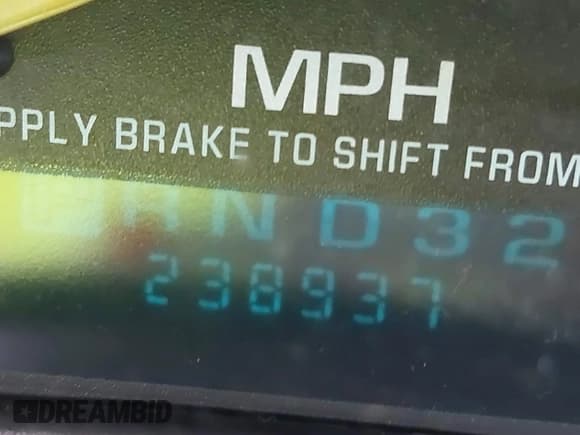 MPH
PPLY BRAKE TO SHIFT FROM
P R N D 3 2
238937
DREAMBID